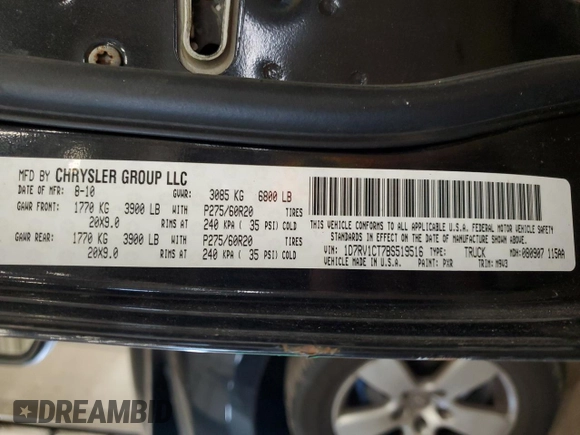 MFD BY CHRYSLER GROUP LLC
DATE OF MFR: 8-10 GVWR: 3085 KG 6800 LB
GAWR FRONT: 1770 KG 3900 LB WITH P275/60R20 TIRES
20X9.0 RIMS AT 240 KPA ( 35 PSI) COLD
GAWR REAR: 1770 KG 3900 LB WITH P275/60R20 TIRES
20X9.0 RIMS AT 240 KPA ( 35 PSI) COLD
THIS VEHICLE CONFORMS TO ALL APPLICABLE U.S.A. FEDERAL MOTOR VEHICLE SAFETY
STANDARDS IN EFFECT ON THE DATE OF MANUFACTURE SHOWN ABOVE.
VIN: 1D7RV1CT7BS519516 TYPE: TRUCK MDH: 080907 115AA
VEHICLE MADE IN U.S.A. PAINT: PXR TRIM: M9V3
DREAMBID